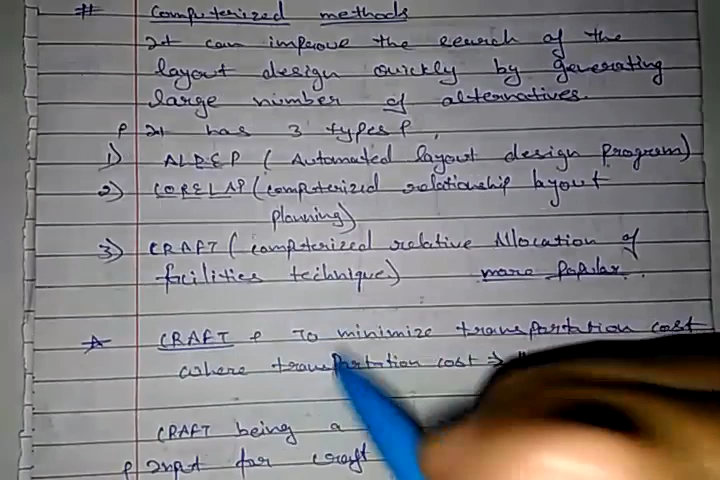 # Computerized methods
It can improve the search of the
layout design quickly by generating
large number of alternatives.
It has 3 types
1) ALDEP (Automated layout design program)
2) CORELAP (computerized relationship layout
planning)
3) CRAFT (computerized relative Allocation of
facilities technique) more popular.
CRAFT To minimize transportation cost
where transportation cost ⇒
CRAFT being a
Input for craft